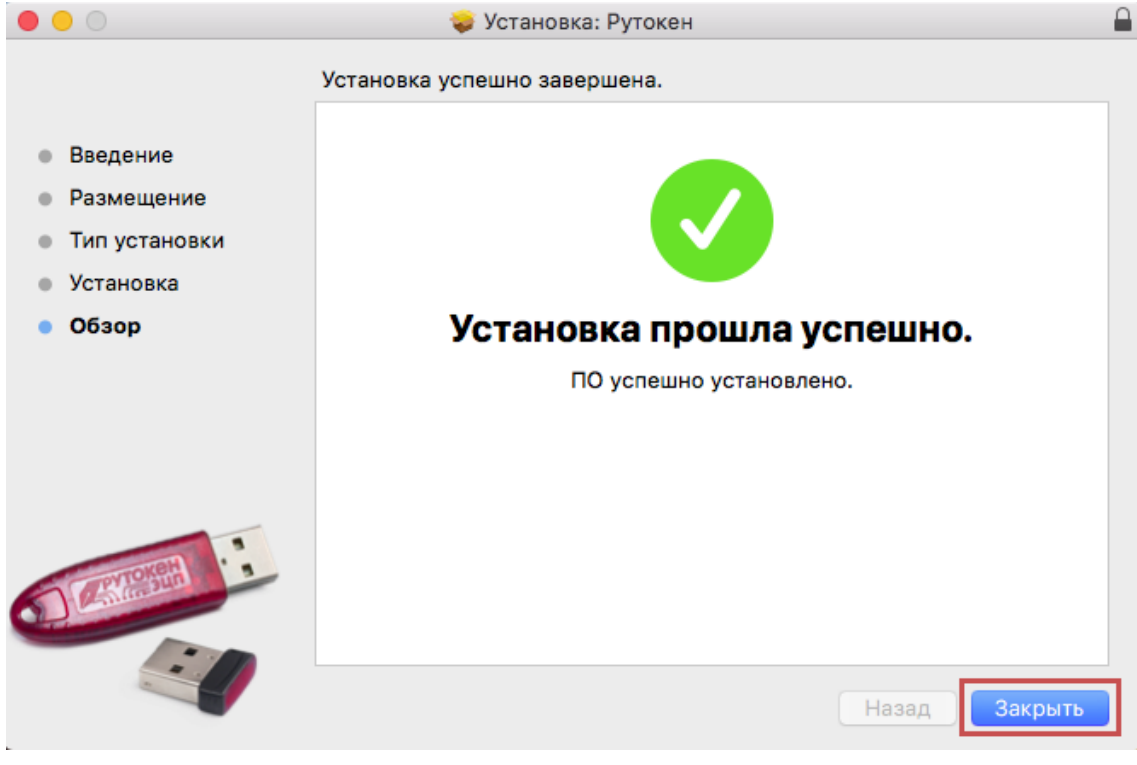 Установка: Рутокен
Установка успешно завершена.
Введение
Размещение
Тип установки
Установка
Обзор
Установка прошла успешно.
ПО успешно установлено.
РУТОКЕН
ЭЦП
Назад
Закрыть